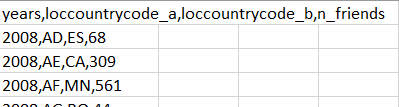 years,loccountrycode_a,loccountrycode_b,n_friends
2008,AD,ES,68
2008,AE,CA,309
2008,AF,MN,561